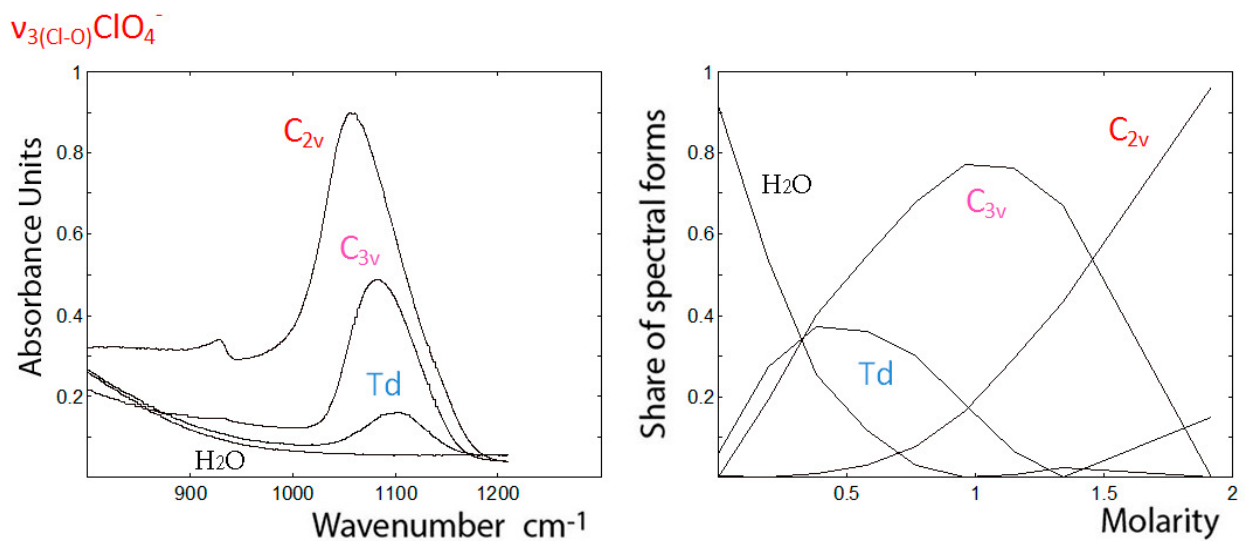 ν3(Cl-O)ClO4-
1
0.8
0.6
0.4
0.2
900
1000
1100
1200
Absorbance Units
Wavenumber cm-1
C2v
C3v
Td
H2O
1
0.8
0.6
0.4
0.2
0.5
1
1.5
2
Share of spectral forms
Molarity
H2O
C2v
C3v
Td